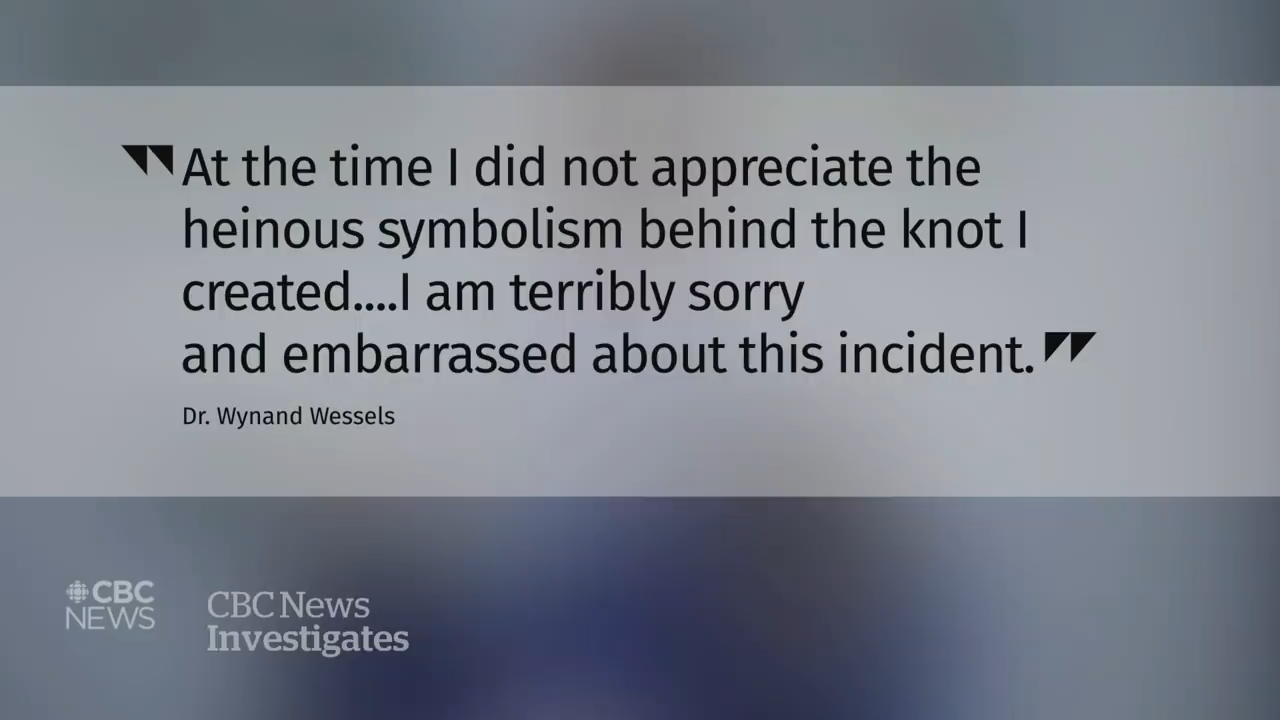 At the time I did not appreciate the
heinous symbolism behind the knot I
created....I am terribly sorry
and embarrassed about this incident.
Dr. Wynand Wessels
CBC
NEWS
CBC News
Investigates